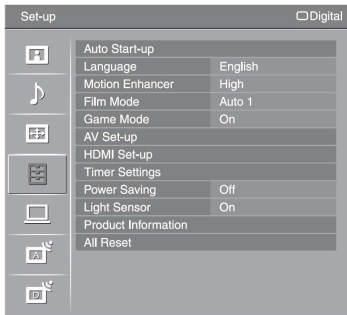 Set-up Digital
Auto Start-up
Language English
Motion Enhancer High
Film Mode Auto 1
Game Mode On
AV Set-up
HDMI Set-up
Timer Settings
Power Saving Off
Light Sensor On
Product Information
All Reset
A
D